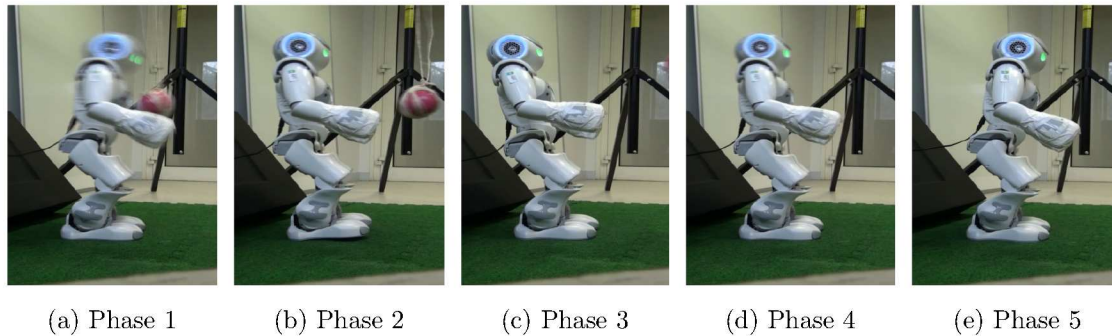 (a) Phase 1
(b) Phase 2
(c) Phase 3
(d) Phase 4
(e) Phase 5